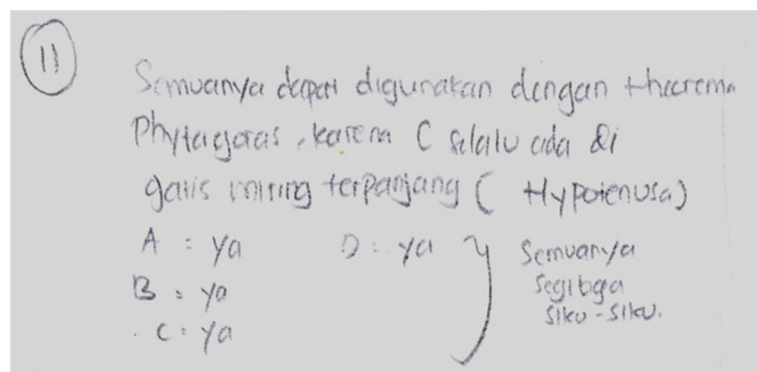 11
Semuanya dapat digunakan dengan theorema
Phytagoras, karena C selalu ada di
garis miring terpanjang ( Hypotenusa)
A = ya D : ya Semuanya
B = ya Segitiga
C = ya Siku-Siku.